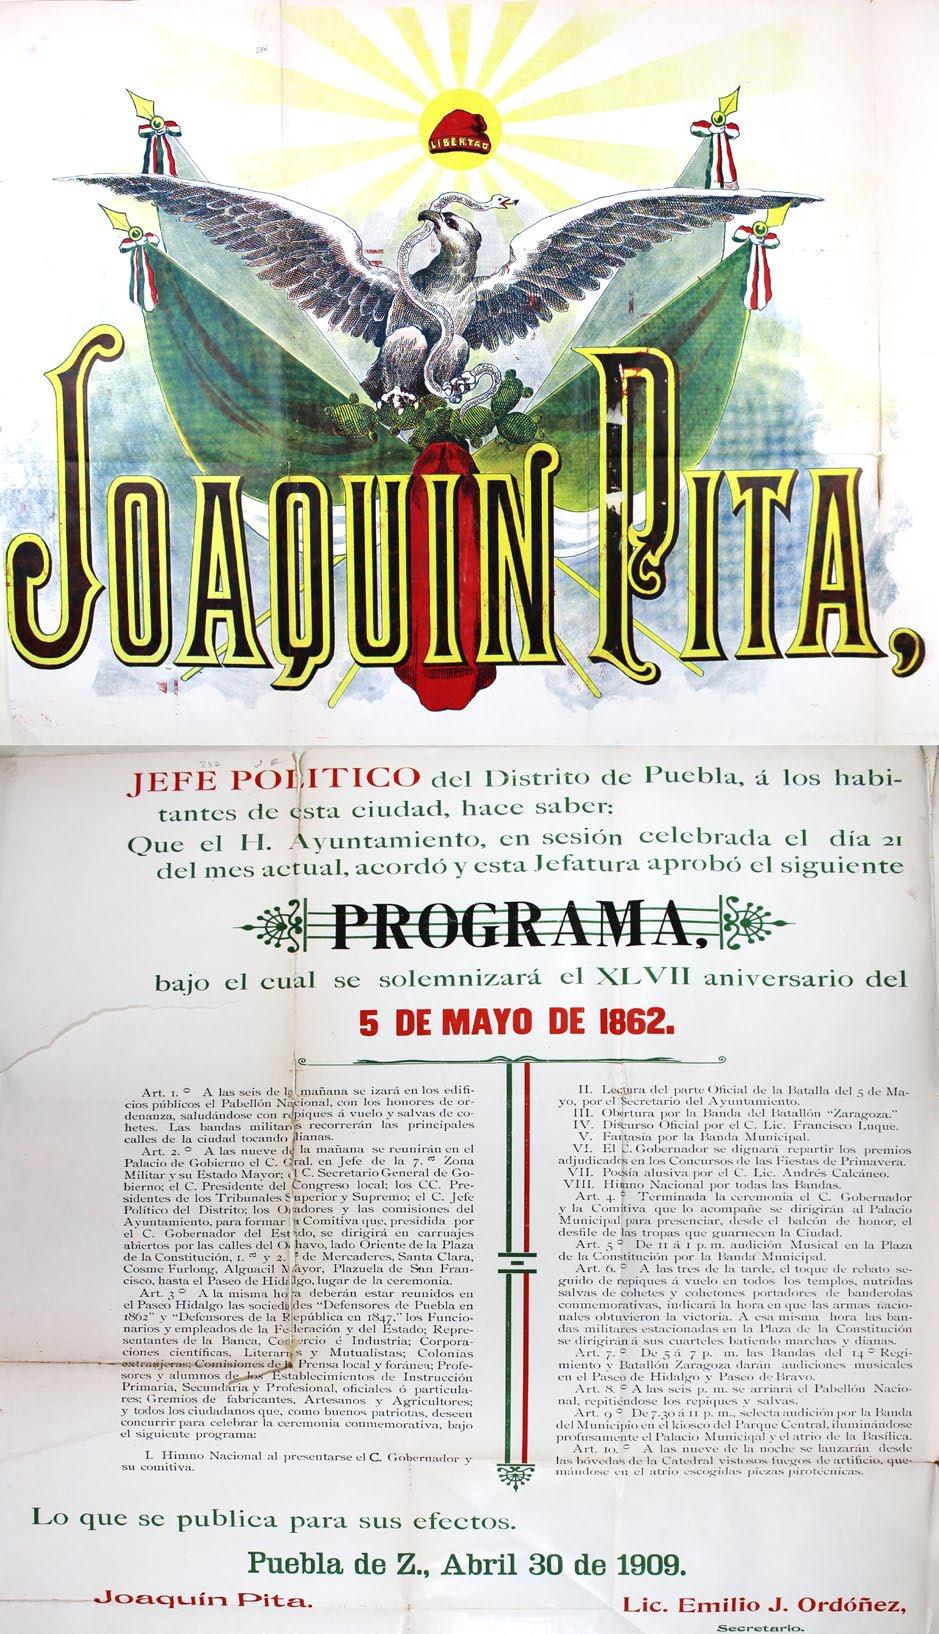 LIBERTAD
JOAQUIN PITA,
JEFE POLITICO del Distrito de Puebla, á los habi-
tantes de esta ciudad, hace saber:
Que el H. Ayuntamiento, en sesión celebrada el día 21
del mes actual, acordó y esta Jefatura aprobó el siguiente
PROGRAMA,
bajo el cual se solemnizará el XLVII aniversario del
5 DE MAYO DE 1862.
Art. 1.º A las seis de la mañana se izará en los edifi-
cios públicos el Pabellón Nacional, con los honores de or-
denanza, saludándose con repiques á vuelo y salvas de co-
hetes. Las bandas militares recorrerán las principales
calles de la ciudad tocando dianas.
Art. 2.º A las nueve de la mañana se reunirán en el
Palacio de Gobierno el C. Gral. en Jefe de la 7.ª Zona
Militar y su Estado Mayor; el C. Secretario General de Go-
bierno; el C. Presidente del Congreso local; los CC. Pre-
sidentes de los Tribunales Superior y Supremo; el C. Jefe
Político del Distrito; los Oradores y las comisiones del
Ayuntamiento, para formar la Comitiva que, presidida por
el C. Gobernador del Estado, se dirigirá en carruajes
abiertos por las calles del Ochavo, lado Oriente de la Plaza
de la Constitución, 1.ª y 2.ª de Mercaderes, Santa Clara,
Cosme Furlong, Alguacil Mayor, Plazuela de San Fran-
cisco, hasta el Paseo de Hidalgo, lugar de la ceremonia.
Art. 3º A la misma hora deberán estar reunidos en
el Paseo Hidalgo las sociedades "Defensores de Puebla en
1862" y "Defensores de la República en 1847," los Funcio-
narios y empleados de la Federación y del Estado; Repre-
sentantes de la Banca, Comercio é Industria; Corpora-
ciones científicas, Literarias y Mutualistas; Colonias
extranjeras; Comisiones de la Prensa local y foránea; Profe-
sores y alumnos de los Establecimientos de Instrucción
Primaria, Secundaria y Profesional, oficiales ó particula-
res; Gremios de fabricantes, Artesanos y Agricultores;
y todos los ciudadanos que, como buenos patriotas, deseen
concurrir para celebrar la ceremonia conmemorativa, bajo
el siguiente programa:
I. Himno Nacional al presentarse el C. Gobernador y
su comitiva.
II. Lectura del parte Oficial de la Batalla del 5 de Ma-
yo, por el Secretario del Ayuntamiento.
III. Obertura por la Banda del Batallón "Zaragoza."
IV. Discurso Oficial por el C. Lic. Francisco Luque.
V. Fantasía por la Banda Municipal.
VI. El C. Gobernador se dignará repartir los premios
adjudicados en los Concursos de las Fiestas de Primavera.
VII. Poesía alusiva por el C. Lic. Andrés Calcáneo.
VIII. Himno Nacional por todas las Bandas.
Art. 4.º Terminada la ceremonia el C. Gobernador
y la Comitiva que lo acompañe se dirigirán al Palacio
Municipal para presenciar, desde el balcón de honor, el
desfile de las tropas que guarnecen la Ciudad.
Art. 5º De 11 á 1 p. m. audición Musical en la Plaza
de la Constitución por la Banda Municipal.
Art. 6.º A las tres de la tarde, el toque de rebato se-
guido de repiques á vuelo en todos los templos, nutridas
salvas de cohetes y cohetones portadores de banderolas
conmemorativas, indicará la hora en que las armas nacio-
nales obtuvieron la victoria. A esa misma hora las ban-
das militares estacionadas en la Plaza de la Constitución
se dirigirán á sus cuarteles batiendo marchas y dianas.
Art. 7.º De 5 á 7 p. m. las Bandas del 14º Regi-
miento y Batallón Zaragoza darán audiciones musicales
en el Paseo de Hidalgo y Paseo de Bravo.
Art. 8.º A las seis p. m. se arriará el Pabellón Nacio-
nal, repitiéndose los repiques y salvas.
Art. 9º De 7.30 á 11 p. m., selecta audición por la Banda
del Municipio en el kiosco del Parque Central, iluminándose
profusamente el Palacio Municiqal y el atrio de la Basílica.
Art. 10.º A las nueve de la noche se lanzarán desde
las bóvedas de la Catedral vistosos fuegos de artificio, que-
mándose en el atrio escogidas piezas pirotécnicas.
Lo que se publica para sus efectos.
Puebla de Z., Abril 30 de 1909.
Joaquín Pita.
Lic. Emilio J. Ordóñez,
Secretario.